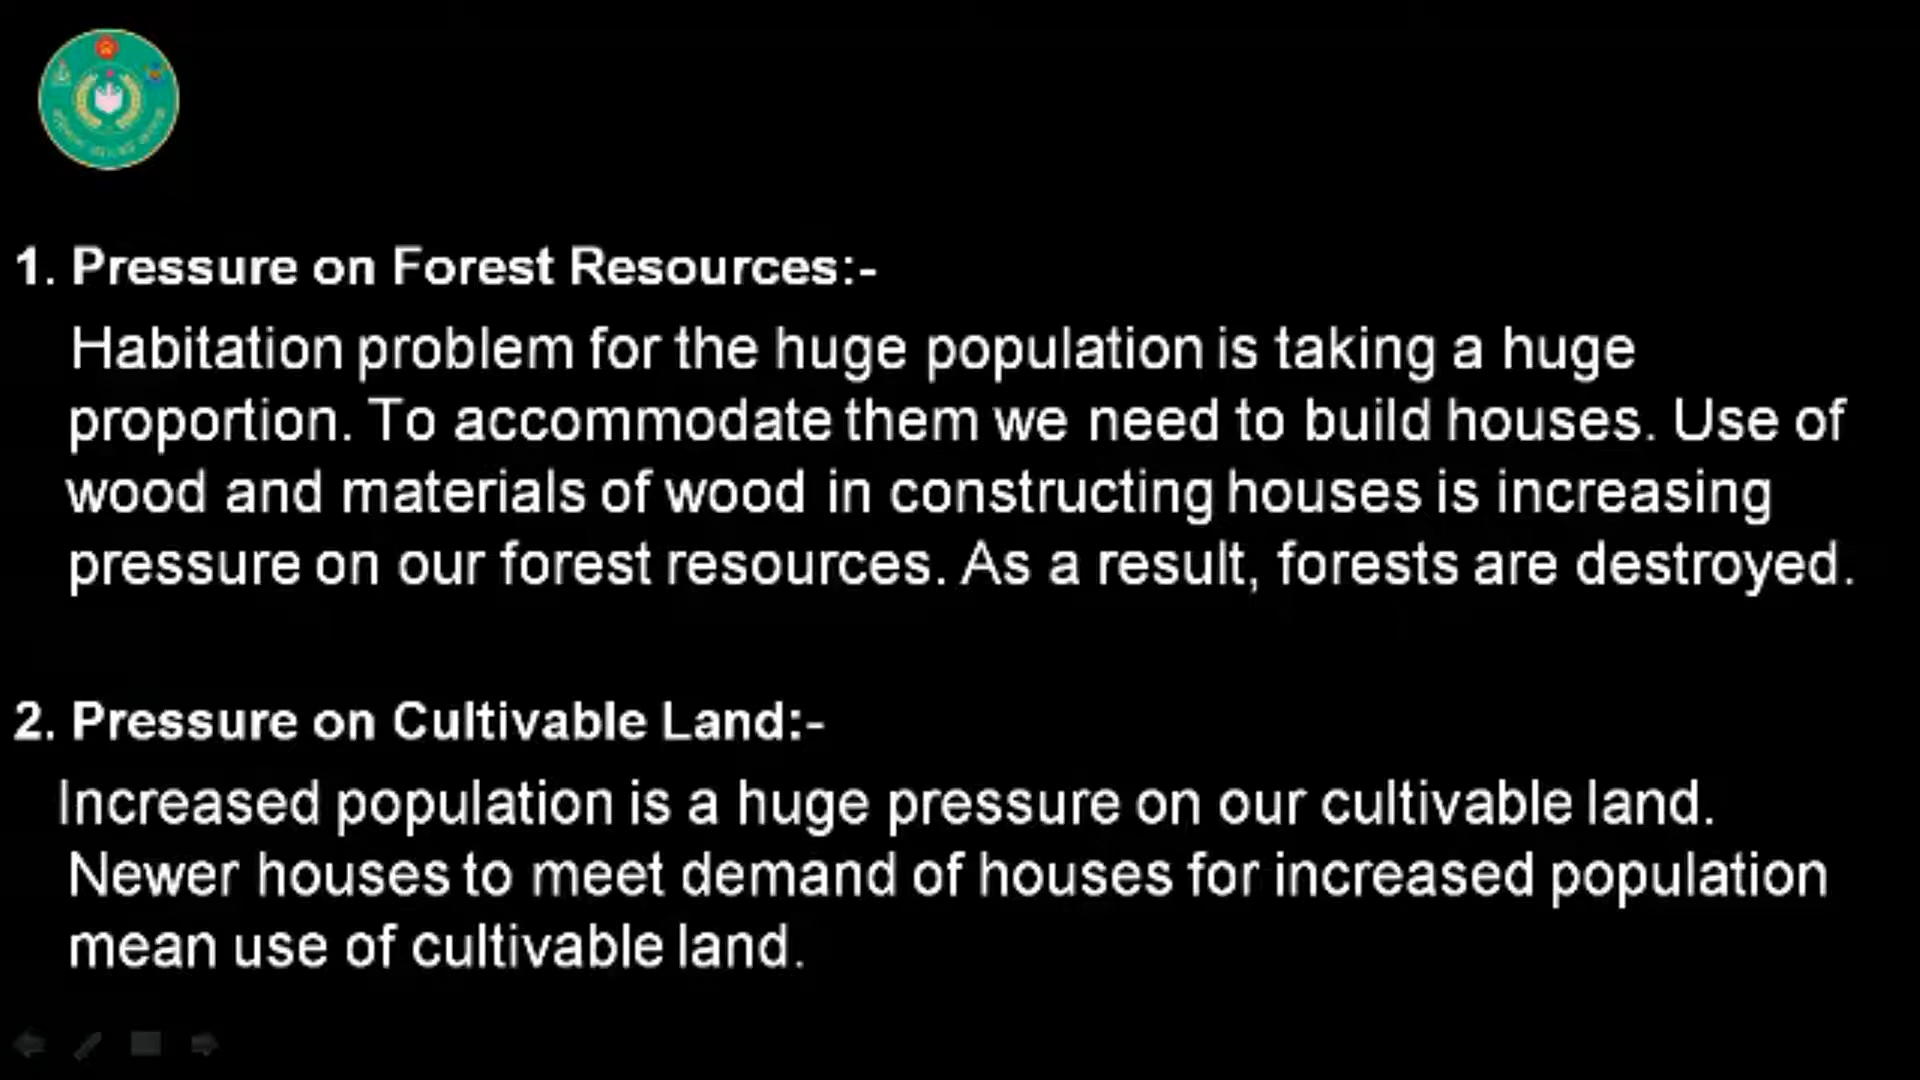 1. Pressure on Forest Resources:-
Habitation problem for the huge population is taking a huge
proportion. To accommodate them we need to build houses. Use of
wood and materials of wood in constructing houses is increasing
pressure on our forest resources. As a result, forests are destroyed.
2. Pressure on Cultivable Land:-
Increased population is a huge pressure on our cultivable land.
Newer houses to meet demand of houses for increased population
mean use of cultivable land.